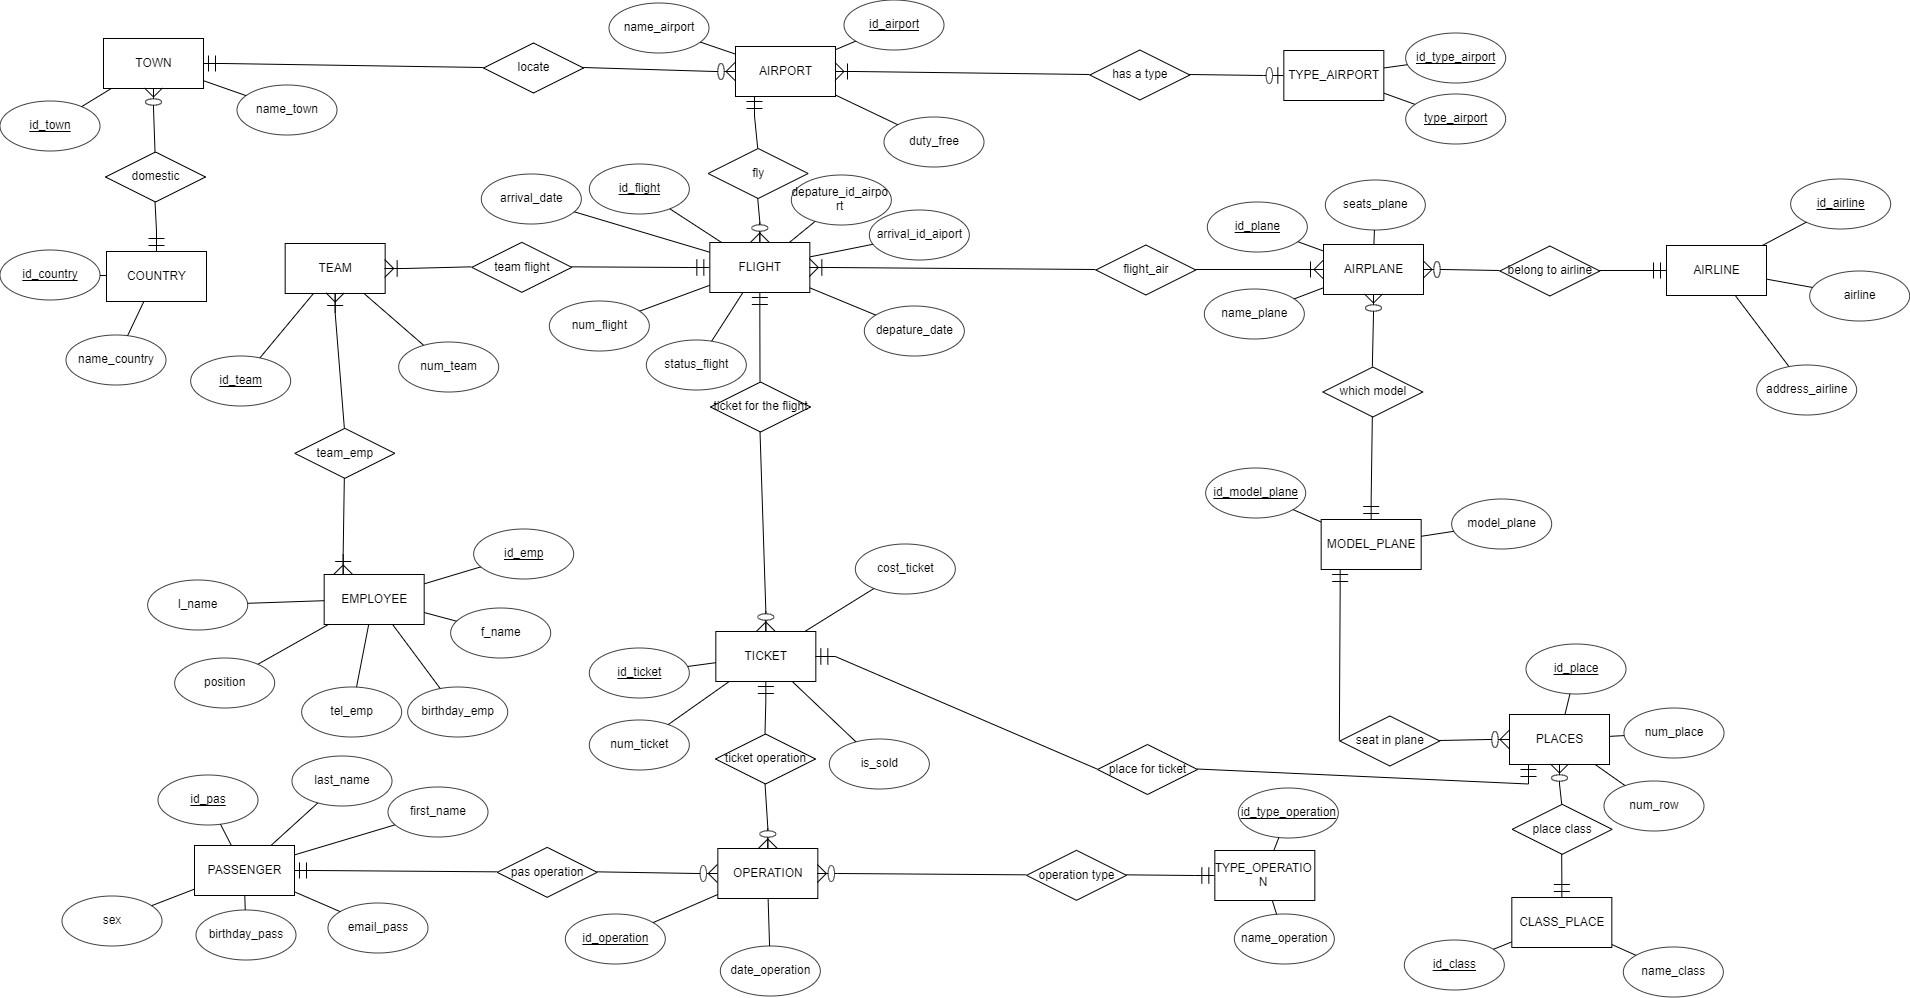 name_airport
id_airport
TOWN
locate
AIRPORT
has a type
TYPE_AIRPORT
id_type_airport
id_town
name_town
type_airport
duty_free
domestic
fly
arrival_date
id_flight
depature_id_airpo
rt
arrival_id_aiport
seats_plane
id_plane
id_airline
id_country
COUNTRY
TEAM
team flight
FLIGHT
flight_air
AIRPLANE
belong to airline
AIRLINE
airline
name_plane
num_flight
depature_date
name_country
status_flight
num_team
id_team
ticket for the flight
which model
address_airline
team_emp
id_model_plane
model_plane
MODEL_PLANE
id_emp
cost_ticket
l_name
EMPLOYEE
f_name
TICKET
id_ticket
id_place
position
tel_emp
birthday_emp
num_ticket
ticket operation
is_sold
seat in plane
PLACES
num_place
place for ticket
id_pas
last_name
first_name
num_row
id_type_operation
place class
PASSENGER
pas operation
OPERATION
operation type
TYPE_OPERATIO
N
sex
birthday_pass
email_pass
id_operation
name_operation
CLASS_PLACE
date_operation
id_class
name_class